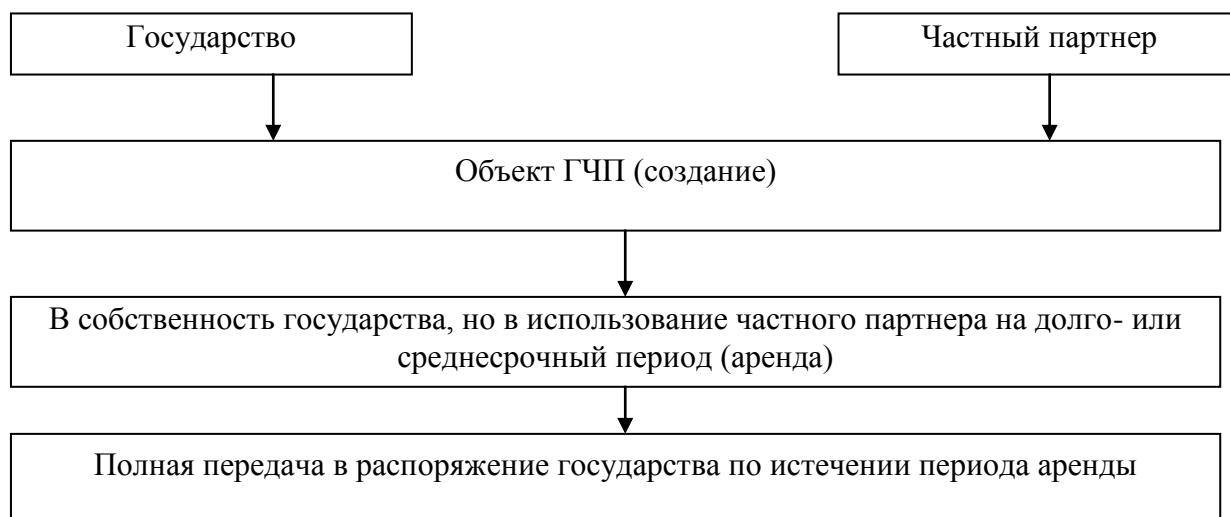 Государство
Частный партнер
Объект ГЧП (создание)
В собственность государства, но в использование частного партнера на долго- или
среднесрочный период (аренда)
Полная передача в распоряжение государства по истечении периода аренды